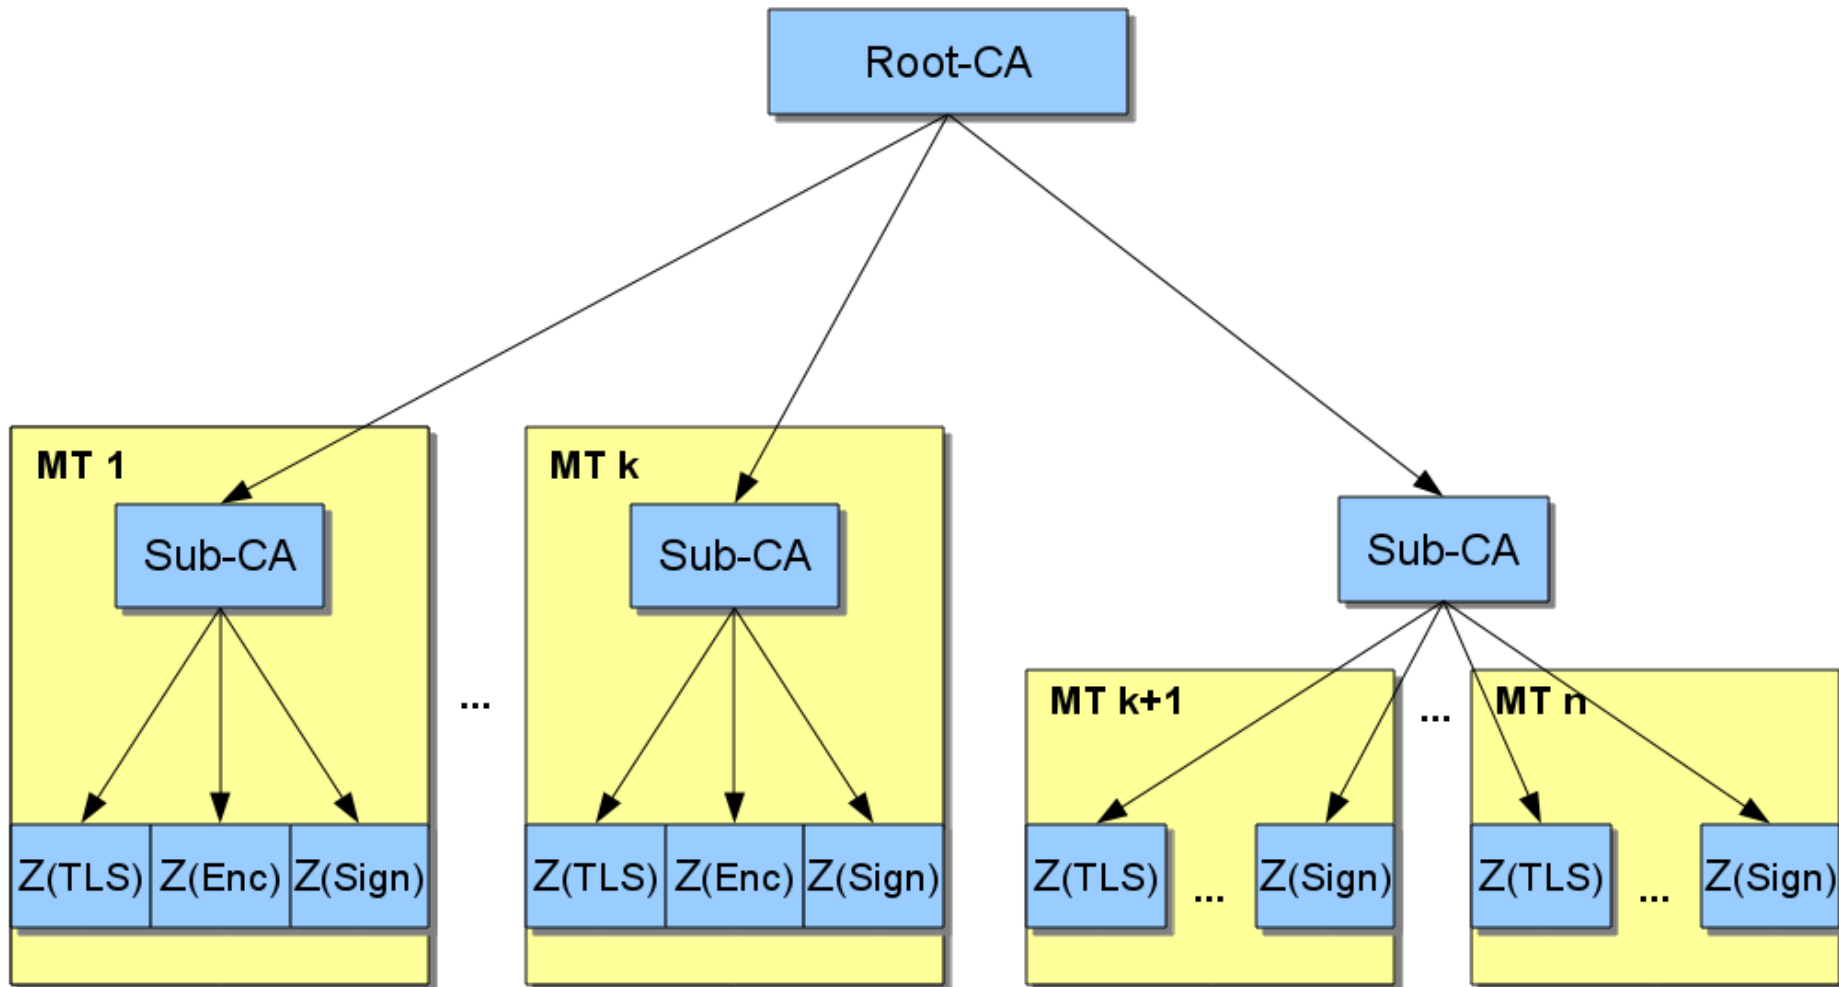 Root-CA
MT 1
Sub-CA
Z(TLS) Z(Enc) Z(Sign)
...
MT k
Sub-CA
Z(TLS) Z(Enc) Z(Sign)
Sub-CA
MT k+1
Z(TLS) ... Z(Sign)
...
MT n
Z(TLS) ... Z(Sign)